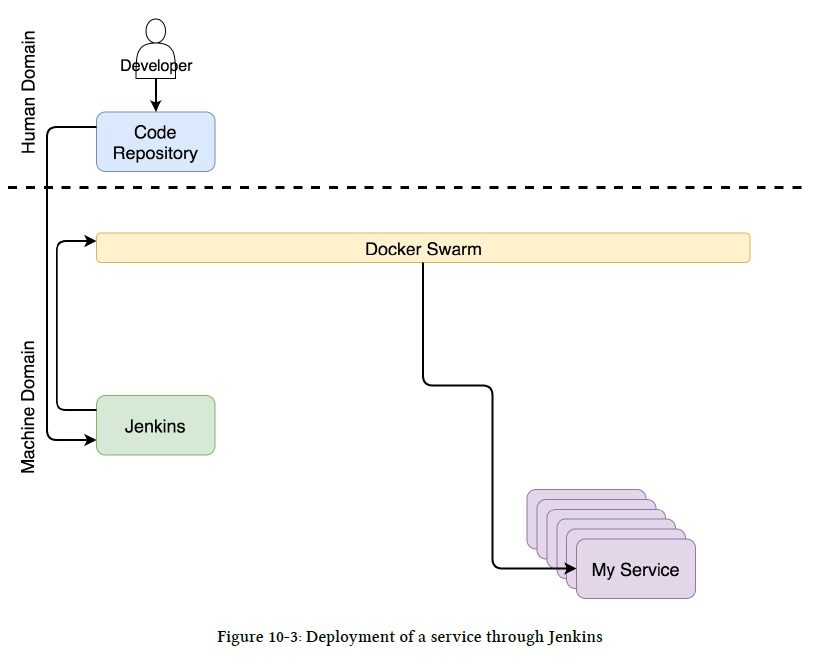 Human Domain
Developer
Code
Repository
Docker Swarm
Machine Domain
Jenkins
My Service
Figure 10-3: Deployment of a service through Jenkins